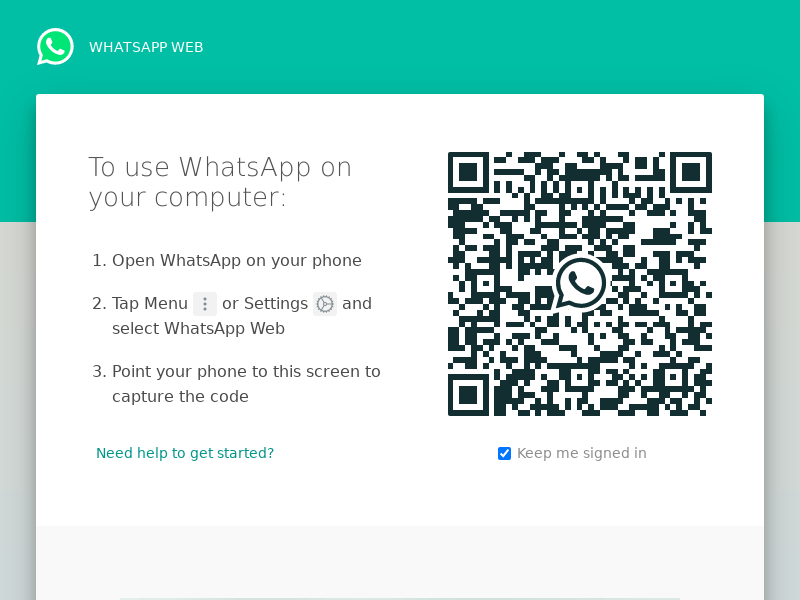 WHATSAPP WEB
To use WhatsApp on
your computer:
1. Open WhatsApp on your phone
2. Tap Menu or Settings and
select WhatsApp Web
3. Point your phone to this screen to
capture the code
Need help to get started?
Keep me signed in